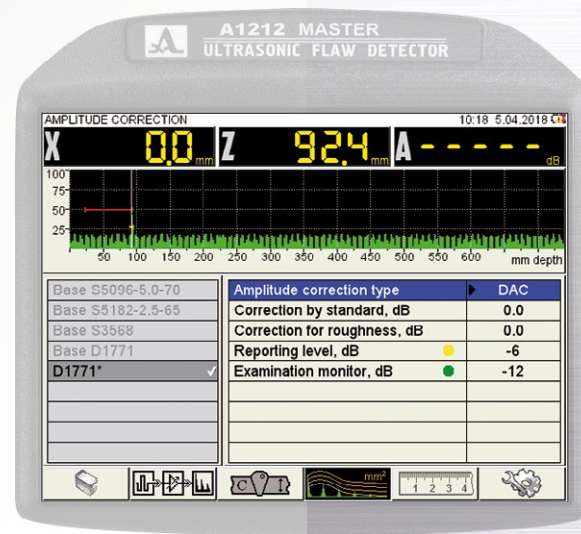 A1212 MASTER
ULTRASONIC FLAW DETECTOR
AMPLITUDE CORRECTION 10:18 5.04.2018
X 0.0 mm Z 92.4 mm A - - - - - dB
100
75
50
25
50 100 150 200 250 300 350 400 450 500 550 600 mm depth
Base S5096-5.0-70 Amplitude correction type DAC
Base S5182-2.5-65 Correction by standard, dB 0.0
Base S3568 Correction for roughness, dB 0.0
Base D1771 Reporting level, dB -6
D1771* Examination monitor, dB -12
C mm² 1 2 3 4